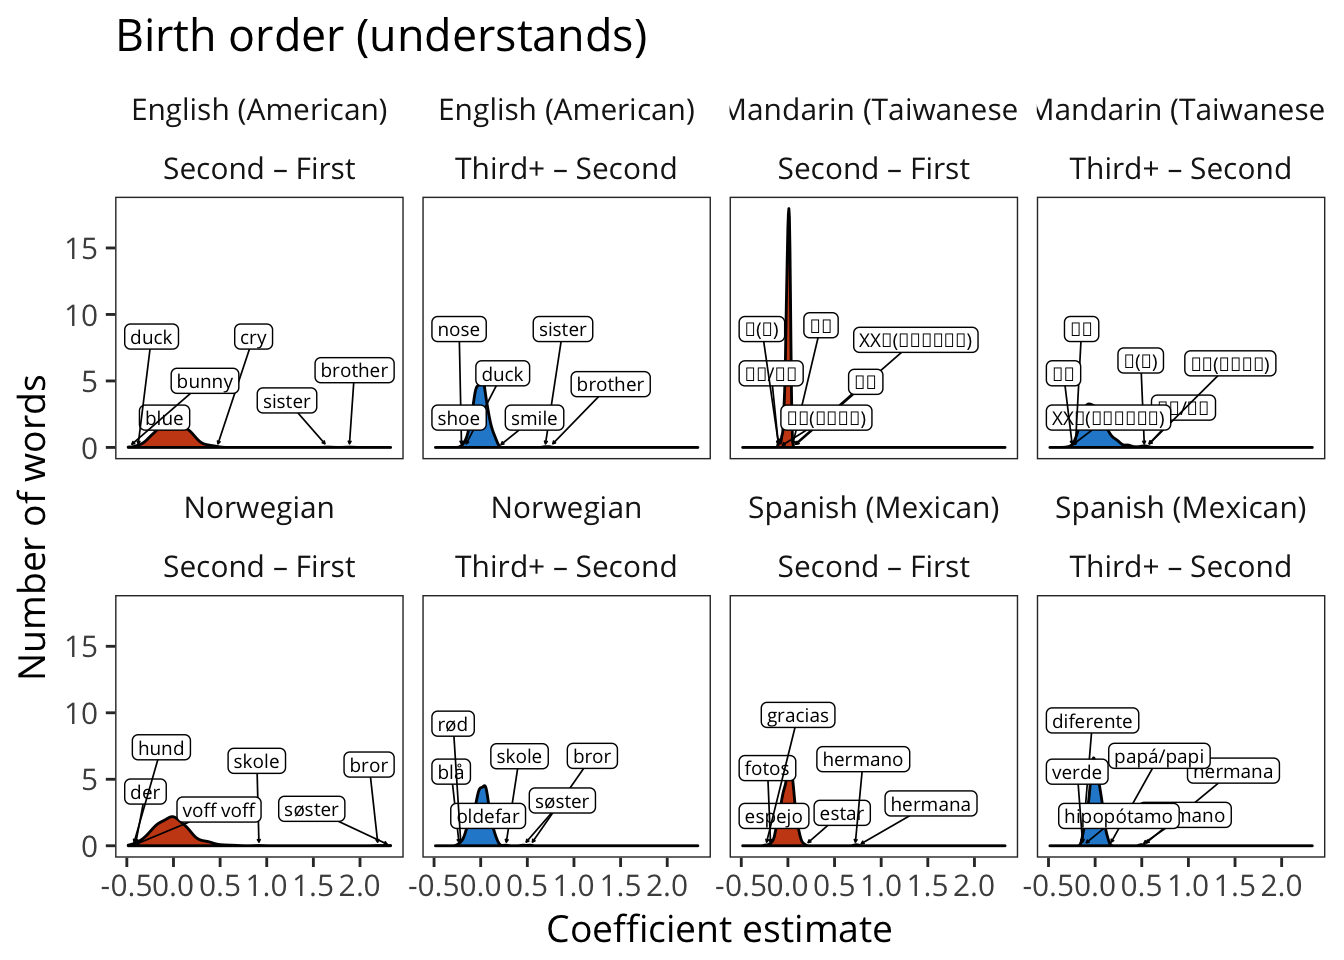 Birth order (understands)
English (American)
English (American)
Mandarin (Taiwanese
Mandarin (Taiwanese
Second – First
Third+ – Second
Second – First
Third+ – Second
15
10
5
0
duck
cry
bunny
brother
sister
blue
nose
sister
duck
brother
shoe
smile
Norwegian
Norwegian
Spanish (Mexican)
Spanish (Mexican)
Second – First
Third+ – Second
Second – First
Third+ – Second
15
10
5
0
hund
skole
bror
der
voff voff
søster
rød
blå
skole
bror
søster
oldefar
gracias
fotos
hermano
espejo
estar
hermana
diferente
papá/papi
verde
hermana
hipopótamo
mano
-0.5 0.0 0.5 1.0 1.5 2.0
-0.5 0.0 0.5 1.0 1.5 2.0
-0.5 0.0 0.5 1.0 1.5 2.0
-0.5 0.0 0.5 1.0 1.5 2.0
Coefficient estimate
Number of words